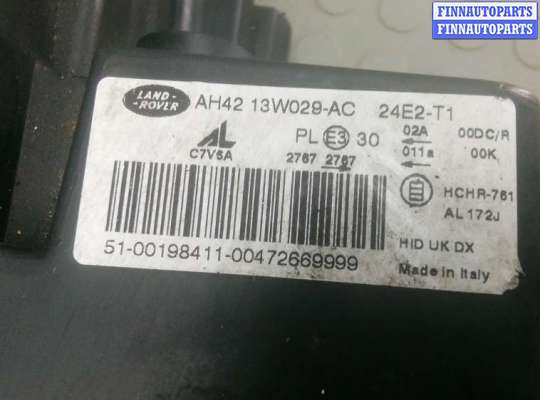 FINNAUTOPARTS
FINNAUTOPARTS
LAND-
-ROVER
AH42 13W029-AC 24E2-T1
AL
C7V6A
PL E3 30
2767 2767
02A 00DC/R
011a 00K
HCHR-761
AL 172J
51-00198411-00472669999
HID UK DX
Made in Italy